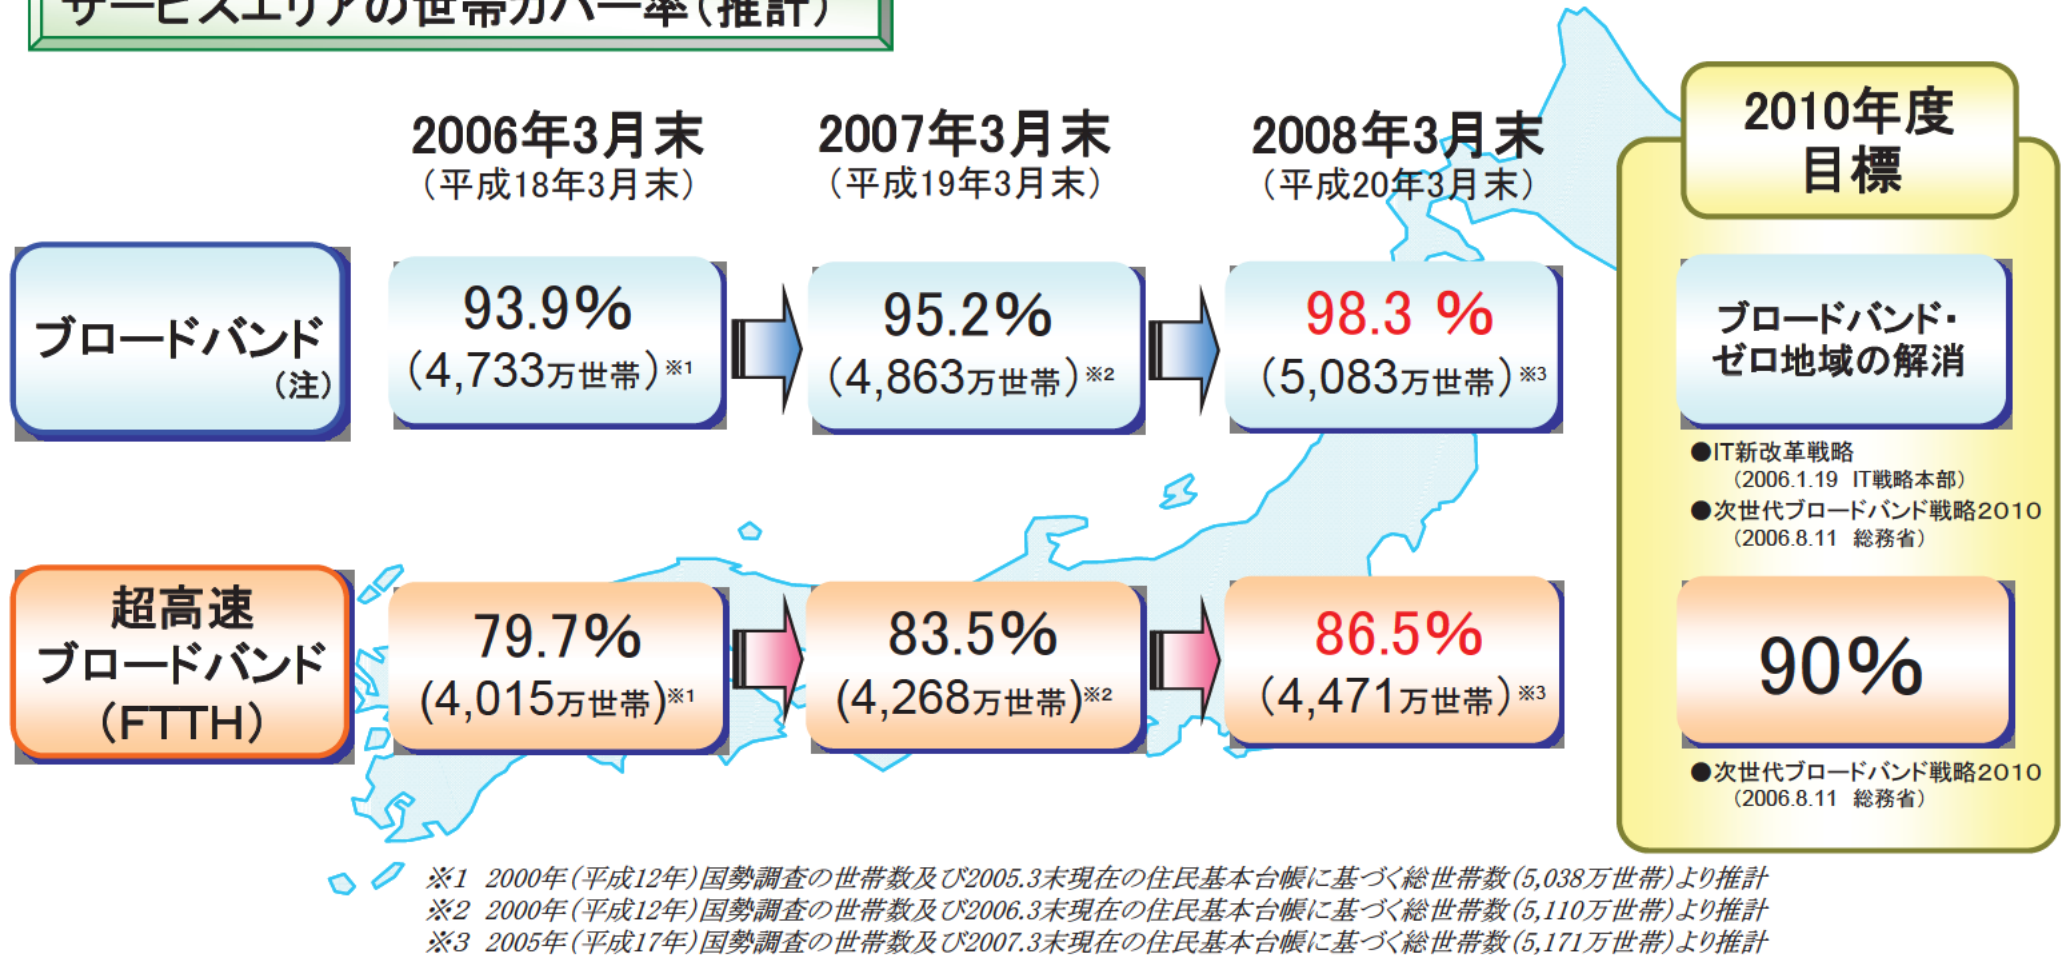 サービスエリアの世帯カバー率(推計)
2006年3月末
(平成18年3月末)
2007年3月末
(平成19年3月末)
2008年3月末
(平成20年3月末)
2010年度
目標
ブロードバンド
(注)
93.9%
(4,733万世帯)※1
95.2%
(4,863万世帯)※2
98.3 %
(5,083万世帯)※3
ブロードバンド・
ゼロ地域の解消
●IT新改革戦略
(2006.1.19 IT戦略本部)
●次世代ブロードバンド戦略2010
(2006.8.11 総務省)
超高速
ブロードバンド
(FTTH)
79.7%
(4,015万世帯)※1
83.5%
(4,268万世帯)※2
86.5%
(4,471万世帯)※3
90%
●次世代ブロードバンド戦略2010
(2006.8.11 総務省)
※1 2000年(平成12年)国勢調査の世帯数及び2005.3末現在の住民基本台帳に基づく総世帯数(5,038万世帯)より推計
※2 2000年(平成12年)国勢調査の世帯数及び2006.3末現在の住民基本台帳に基づく総世帯数(5,110万世帯)より推計
※3 2005年(平成17年)国勢調査の世帯数及び2007.3末現在の住民基本台帳に基づく総世帯数(5,171万世帯)より推計